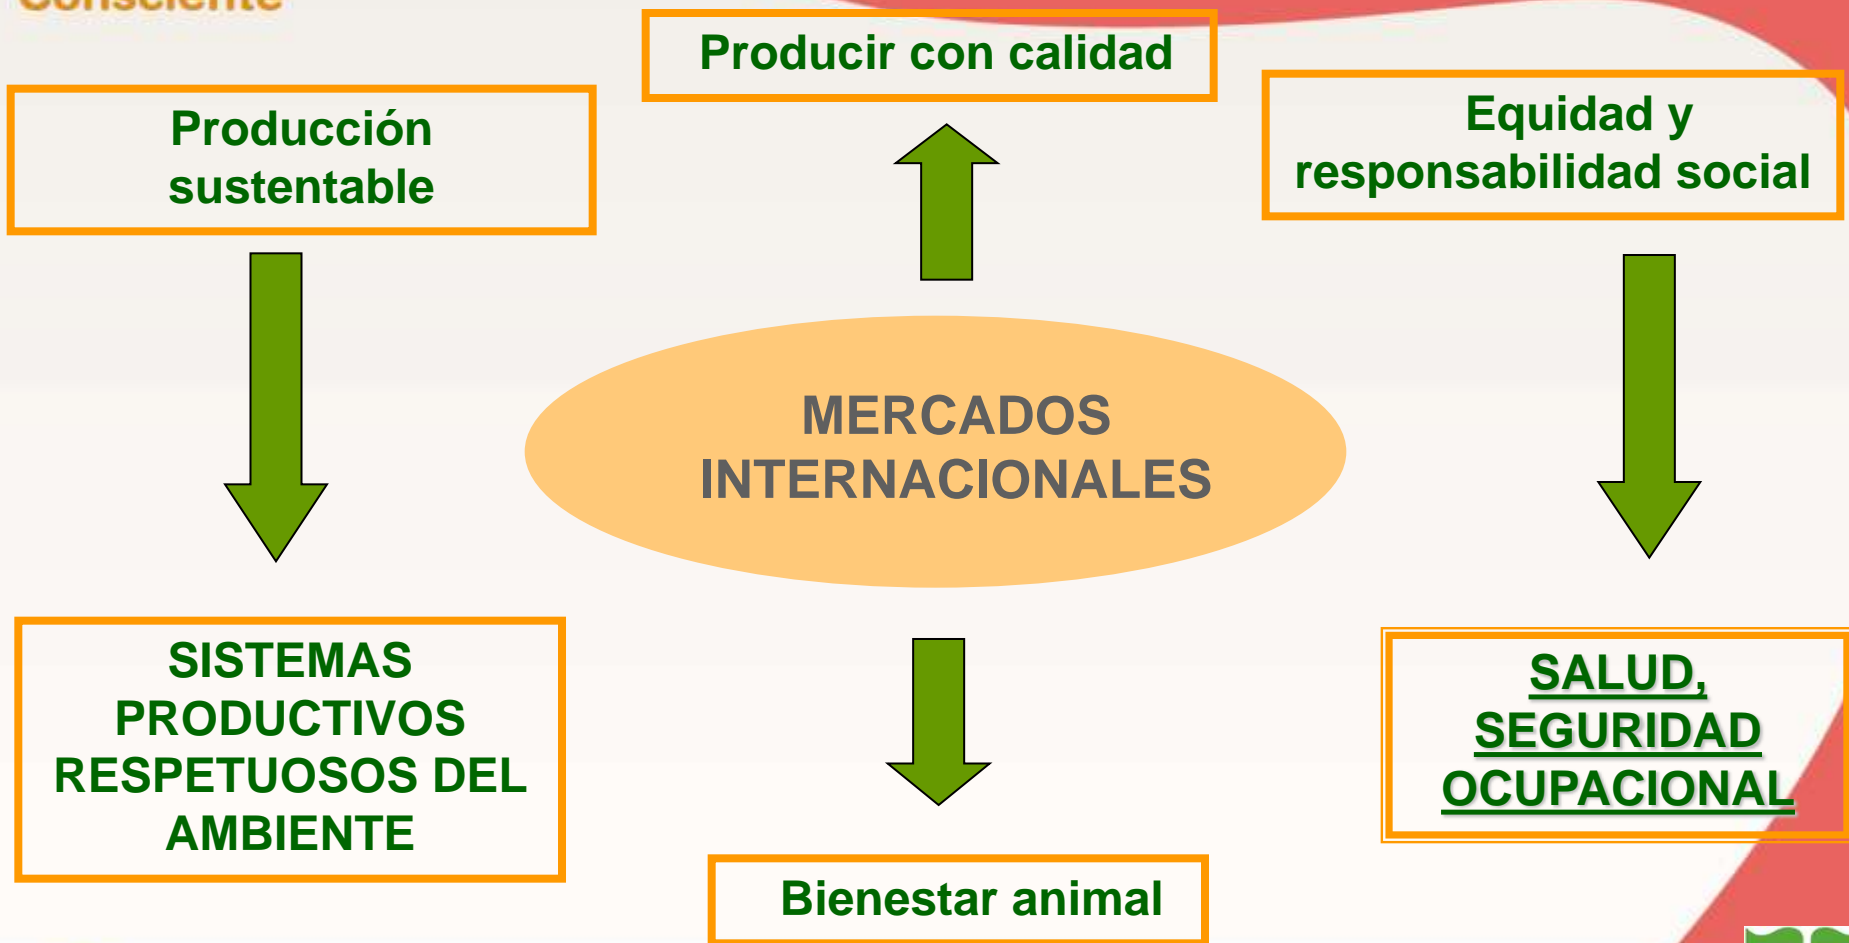 Consciente
Producir con calidad
Producción
sustentable
Equidad y
responsabilidad social
MERCADOS
INTERNACIONALES
SISTEMAS
PRODUCTIVOS
RESPETUOSOS DEL
AMBIENTE
SALUD,
SEGURIDAD
OCUPACIONAL
Bienestar animal